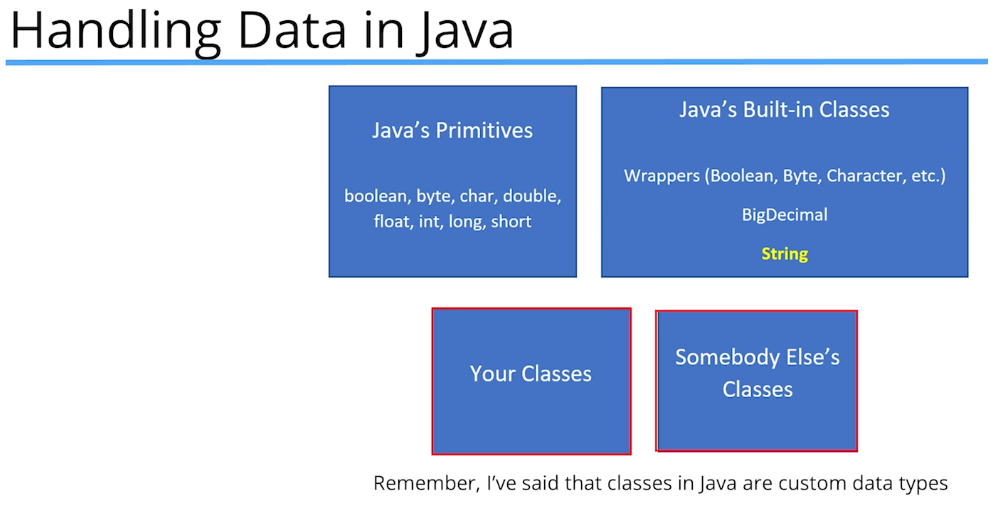 Handling Data in Java
Java's Primitives
boolean, byte, char, double,
float, int, long, short
Java's Built-in Classes
Wrappers (Boolean, Byte, Character, etc.)
BigDecimal
String
Your Classes
Somebody Else's
Classes
Remember, I've said that classes in Java are custom data types